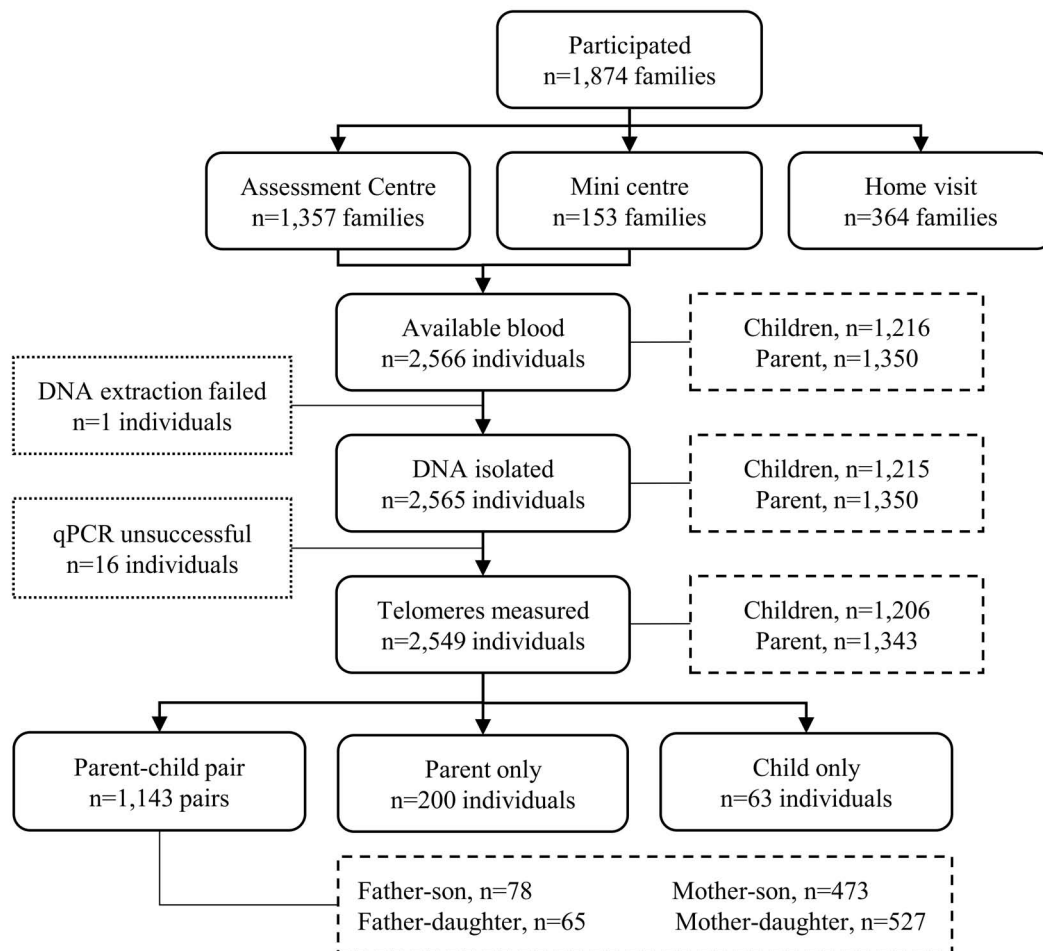 Participated
n=1,874 families
Assessment Centre
n=1,357 families
Mini centre
n=153 families
Home visit
n=364 families
Available blood
n=2,566 individuals
Children, n=1,216
Parent, n=1,350
DNA extraction failed
n=1 individuals
DNA isolated
n=2,565 individuals
Children, n=1,215
Parent, n=1,350
qPCR unsuccessful
n=16 individuals
Telomeres measured
n=2,549 individuals
Children, n=1,206
Parent, n=1,343
Parent-child pair
n=1,143 pairs
Parent only
n=200 individuals
Child only
n=63 individuals
Father-son, n=78 Mother-son, n=473
Father-daughter, n=65 Mother-daughter, n=527